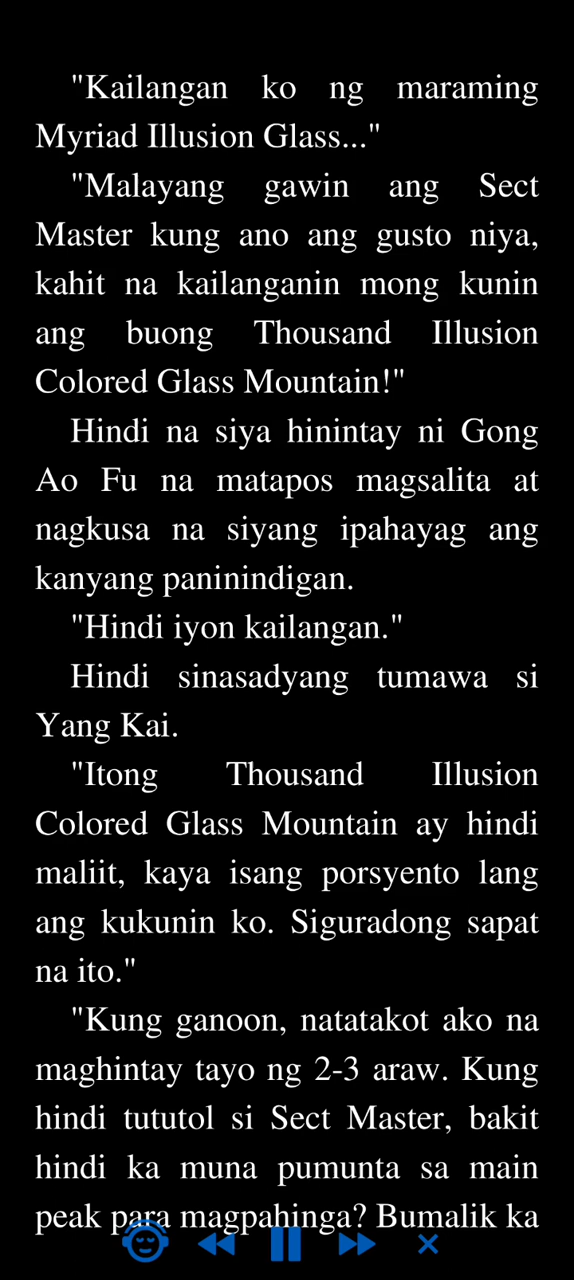 "Kailangan ko ng maraming
Myriad Illusion Glass..."
"Malayang gawin ang Sect
Master kung ano ang gusto niya,
kahit na kailanganin mong kunin
ang buong Thousand Illusion
Colored Glass Mountain!"
Hindi na siya hinintay ni Gong
Ao Fu na matapos magsalita at
nagkusa na siyang ipahayag ang
kanyang paninindigan.
"Hindi iyon kailangan."
Hindi sinasadyang tumawa si
Yang Kai.
"Itong Thousand Illusion
Colored Glass Mountain ay hindi
maliit, kaya isang porsyento lang
ang kukunin ko. Siguradong sapat
na ito."
"Kung ganoon, natatakot ako na
maghintay tayo ng 2-3 araw. Kung
hindi tututol si Sect Master, bakit
hindi ka muna pumunta sa main
peak para magpahinga? Bumalik ka